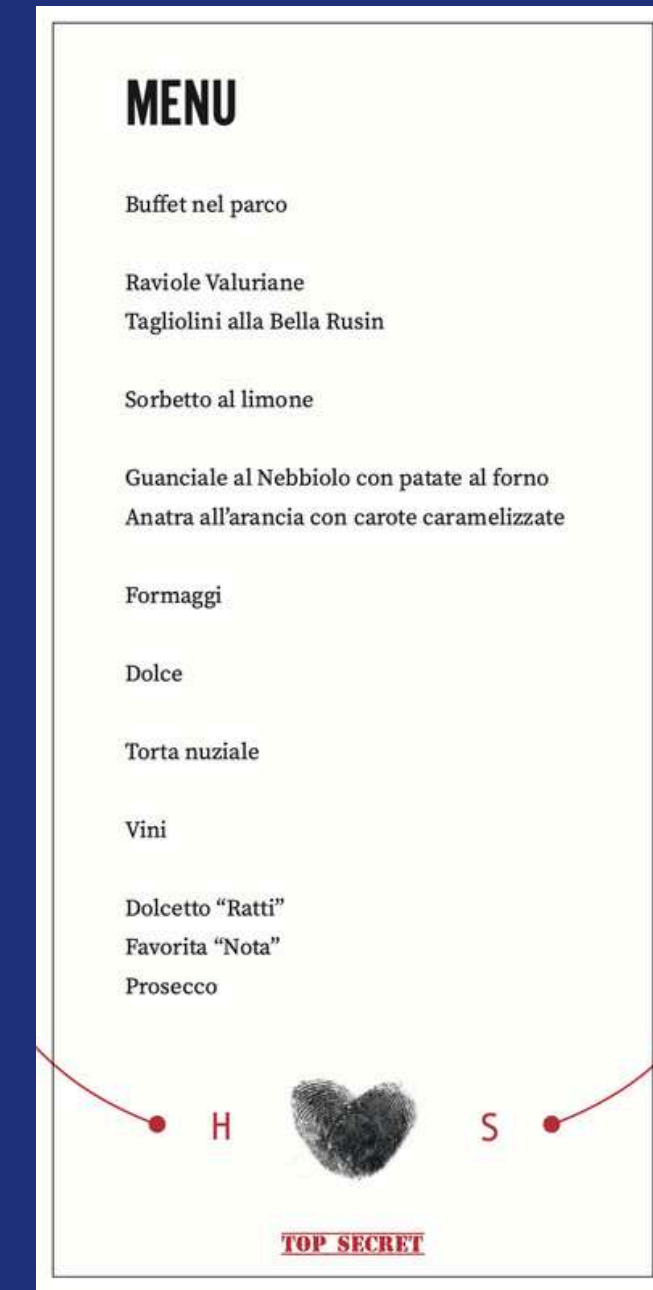 MENU
Buffet nel parco
Raviole Valuriane
Tagliolini alla Bella Rusin
Sorbetto al limone
Guanciale al Nebbiolo con patate al forno
Anatra all’arancia con carote caramelizzate
Formaggi
Dolce
Torta nuziale
Vini
Dolcetto “Ratti”
Favorita “Nota”
Prosecco
H S
TOP SECRET